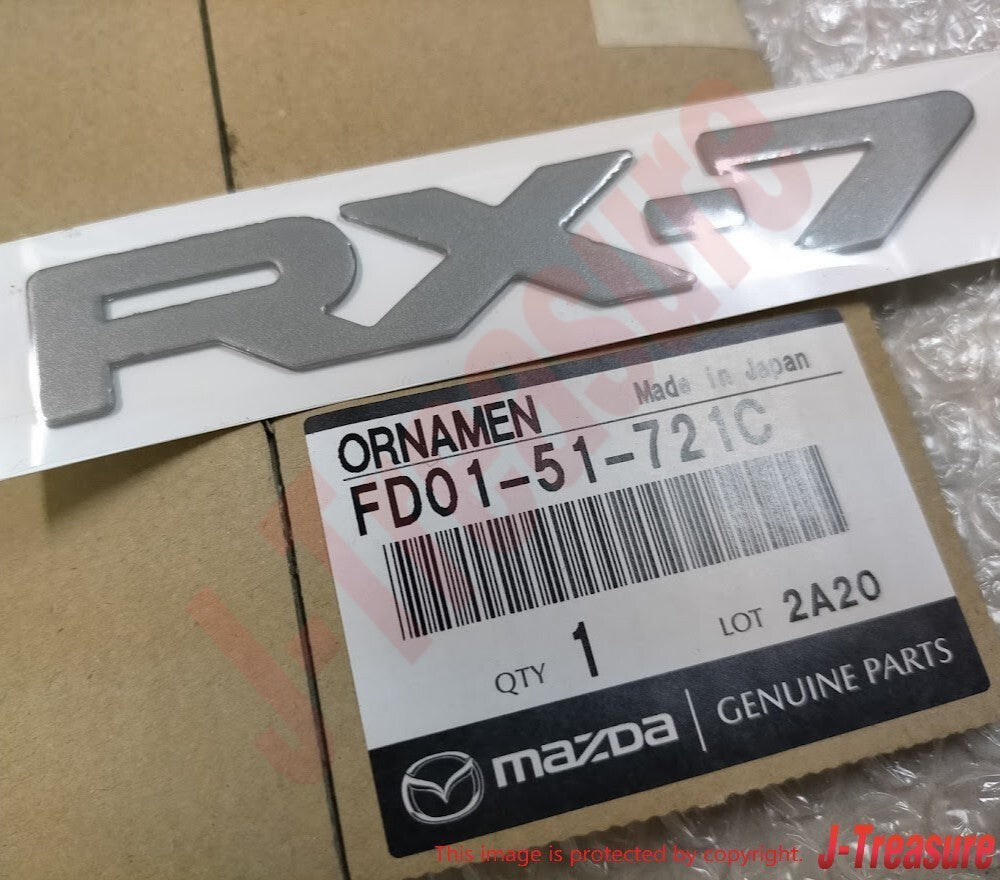 RX-7
Made in Japan
ORNAMEN
FD01-51-721C
QTY 1
LOT 2A20
mazda | GENUINE PARTS
J-Treasure
This image is protected by copyright. J-Treasure